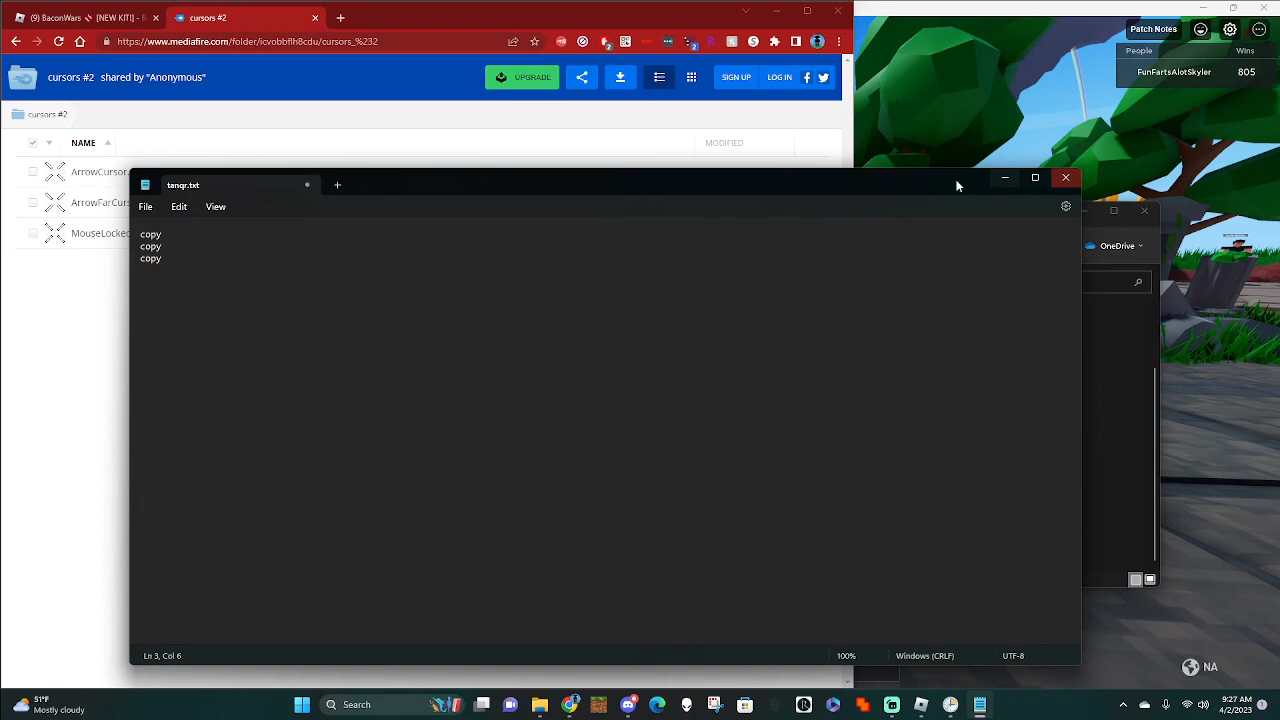 (9) BaconWars [NEW KIT!] - B
cursors #2
https://www.mediafire.com/folder/icvobbflh8cdu/cursors_%232
cursors #2 shared by "Anonymous"
UPGRADE
SIGN UP
LOG IN
cursors #2
NAME
MODIFIED
ArrowCursor.
ArrowFarCurs
MouseLocked
Patch Notes
People
Wins
FunFartsAlotSkyler
805
tanqr.txt
File
Edit
View
copy
copy
copy
OneDrive
Ln 3, Col 6
100%
Windows (CRLF)
UTF-8
NA
51°F
Mostly cloudy
Search
9:27 AM
4/2/2023